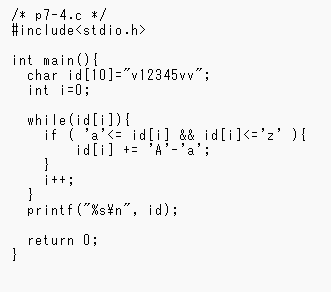 /* p7-4.c */
#include<stdio.h>
int main(){
char id[10]="v12345vv";
int i=0;
while(id[i]){
if ( 'a'<= id[i] && id[i]<='z' ){
id[i] += 'A'-'a';
}
i++;
}
printf("%s¥n", id);
return 0;
}